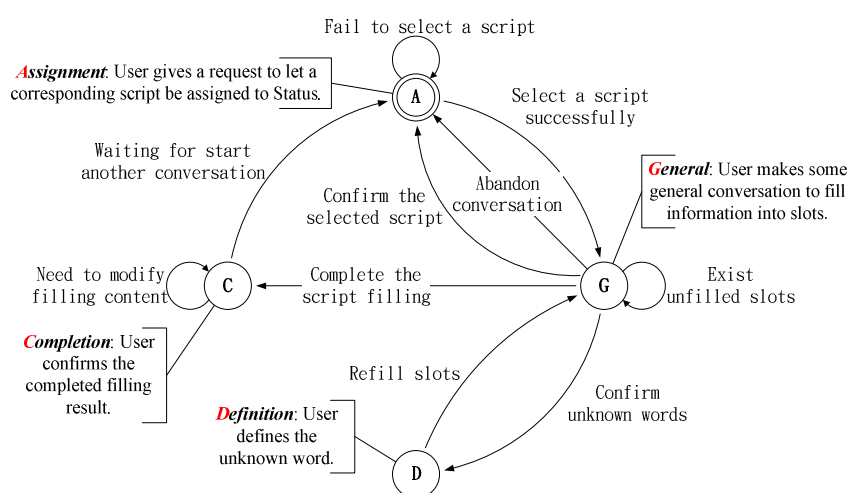 Fail to select a script
Assignment: User gives a request to let a
corresponding script be assigned to Status.
A
Select a script
successfully
Waiting for start
another conversation
General: User makes some
general conversation to fill
information into slots.
Confirm the
selected script
Abandon
conversation
Need to modify
filling content
C
Complete the
script filling
G
Exist
unfilled slots
Completion: User
confirms the
completed filling
result.
Refill slots
Confirm
unknown words
Definition: User
defines the
unknown word.
D